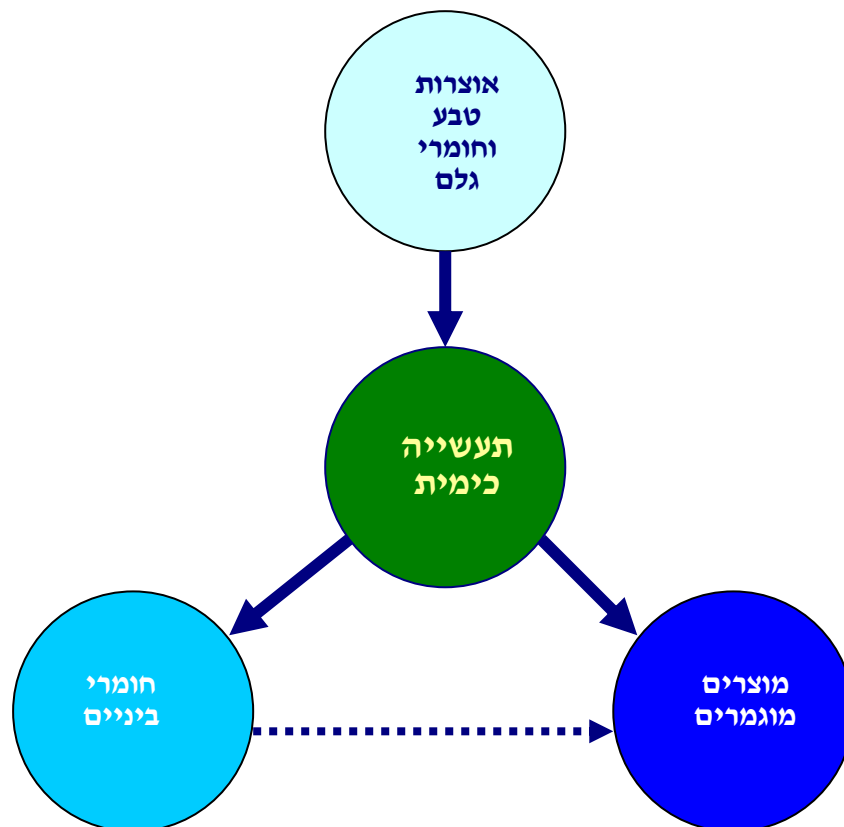 אוצרות
טבע
וחומרי
גלם
תעשייה
כימית
חומרי
ביניים
מוצרים
מוגמרים